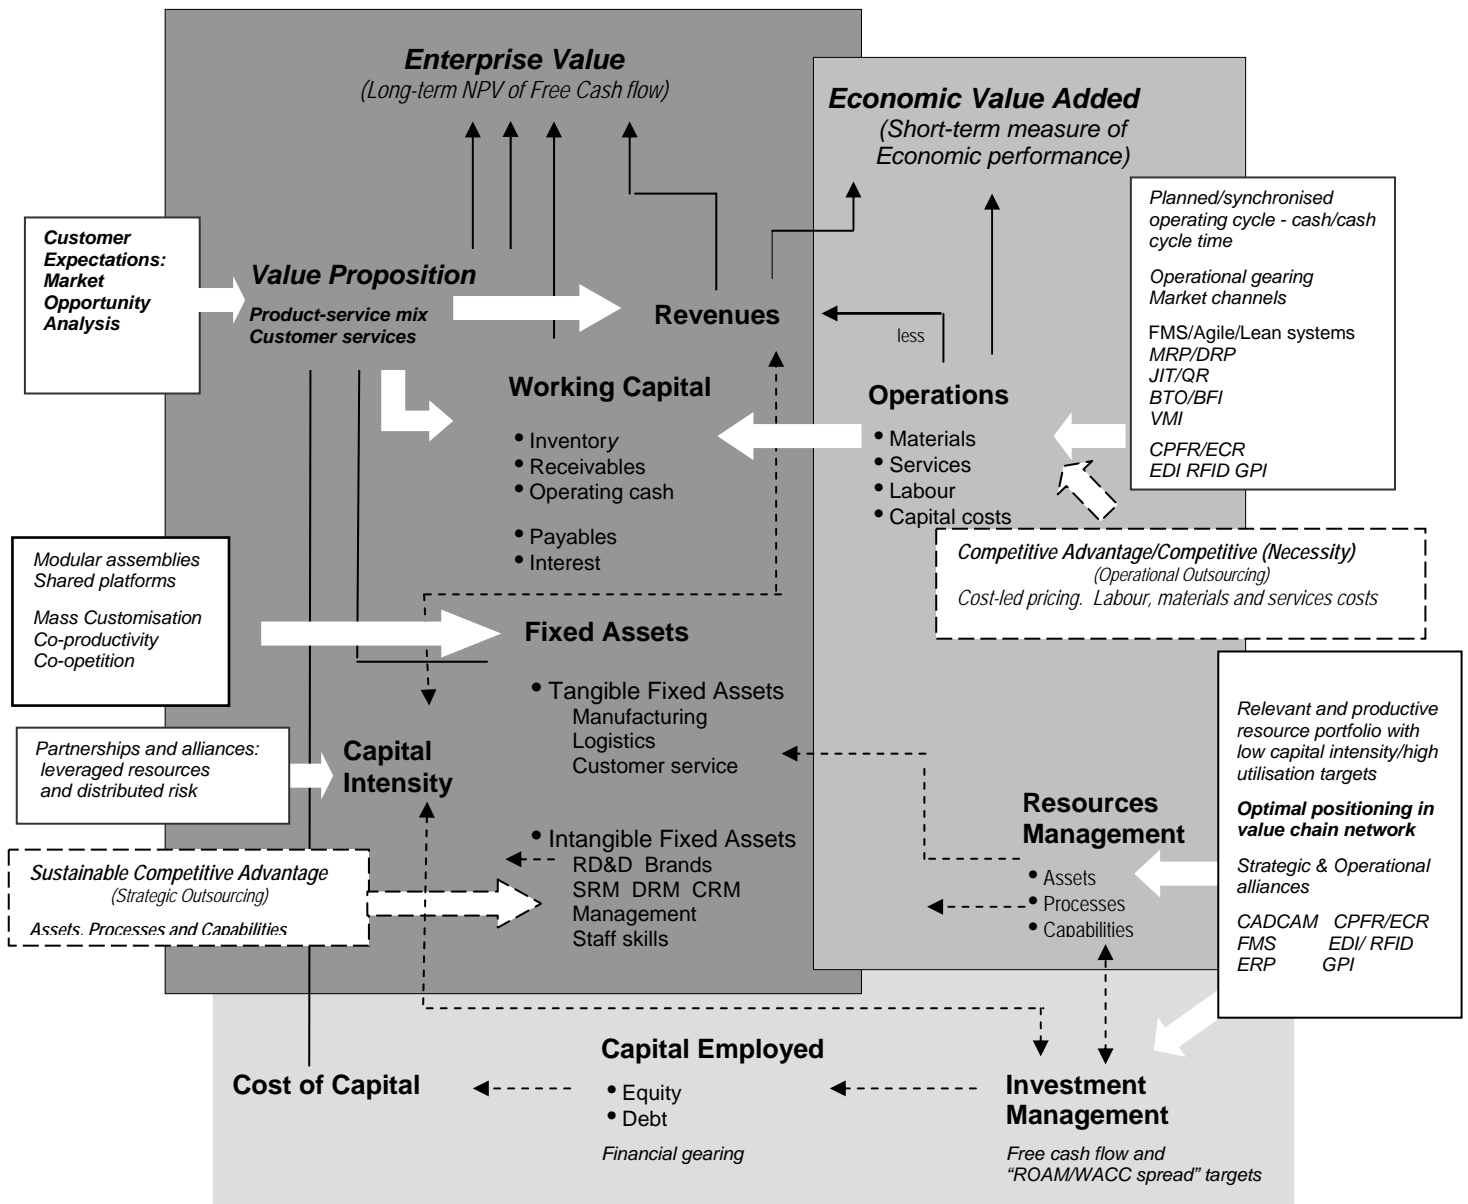 Enterprise Value
(Long-term NPV of Free Cash flow)
Economic Value Added
(Short-term measure of
Economic performance)
Customer
Expectations:
Market
Opportunity
Analysis
Value Proposition
Product-service mix
Customer services
Revenues
less
Planned/synchronised
operating cycle - cash/cash
cycle time
Operational gearing
Market channels
FMS/Agile/Lean systems
MRP/DRP
JIT/QR
BTO/BFI
VMI
CPFR/ECR
EDI RFID GPI
Working Capital
• Inventory
• Receivables
• Operating cash
• Payables
• Interest
Operations
• Materials
• Services
• Labour
• Capital costs
Competitive Advantage/Competitive (Necessity)
(Operational Outsourcing)
Cost-led pricing. Labour, materials and services costs
Modular assemblies
Shared platforms
Mass Customisation
Co-productivity
Co-opetition
Fixed Assets
• Tangible Fixed Assets
Manufacturing
Logistics
Customer service
• Intangible Fixed Assets
RD&D Brands
SRM DRM CRM
Management
Staff skills
Partnerships and alliances:
leveraged resources
and distributed risk
Capital
Intensity
Sustainable Competitive Advantage
(Strategic Outsourcing)
Assets, Processes and Capabilities
Resources
Management
• Assets
• Processes
• Capabilities
Relevant and productive
resource portfolio with
low capital intensity/high
utilisation targets
Optimal positioning in
value chain network
Strategic & Operational
alliances
CADCAM CPFR/ECR
FMS EDI/ RFID
ERP GPI
Cost of Capital
Capital Employed
• Equity
• Debt
Financial gearing
Investment
Management
Free cash flow and
“ROAM/WACC spread” targets